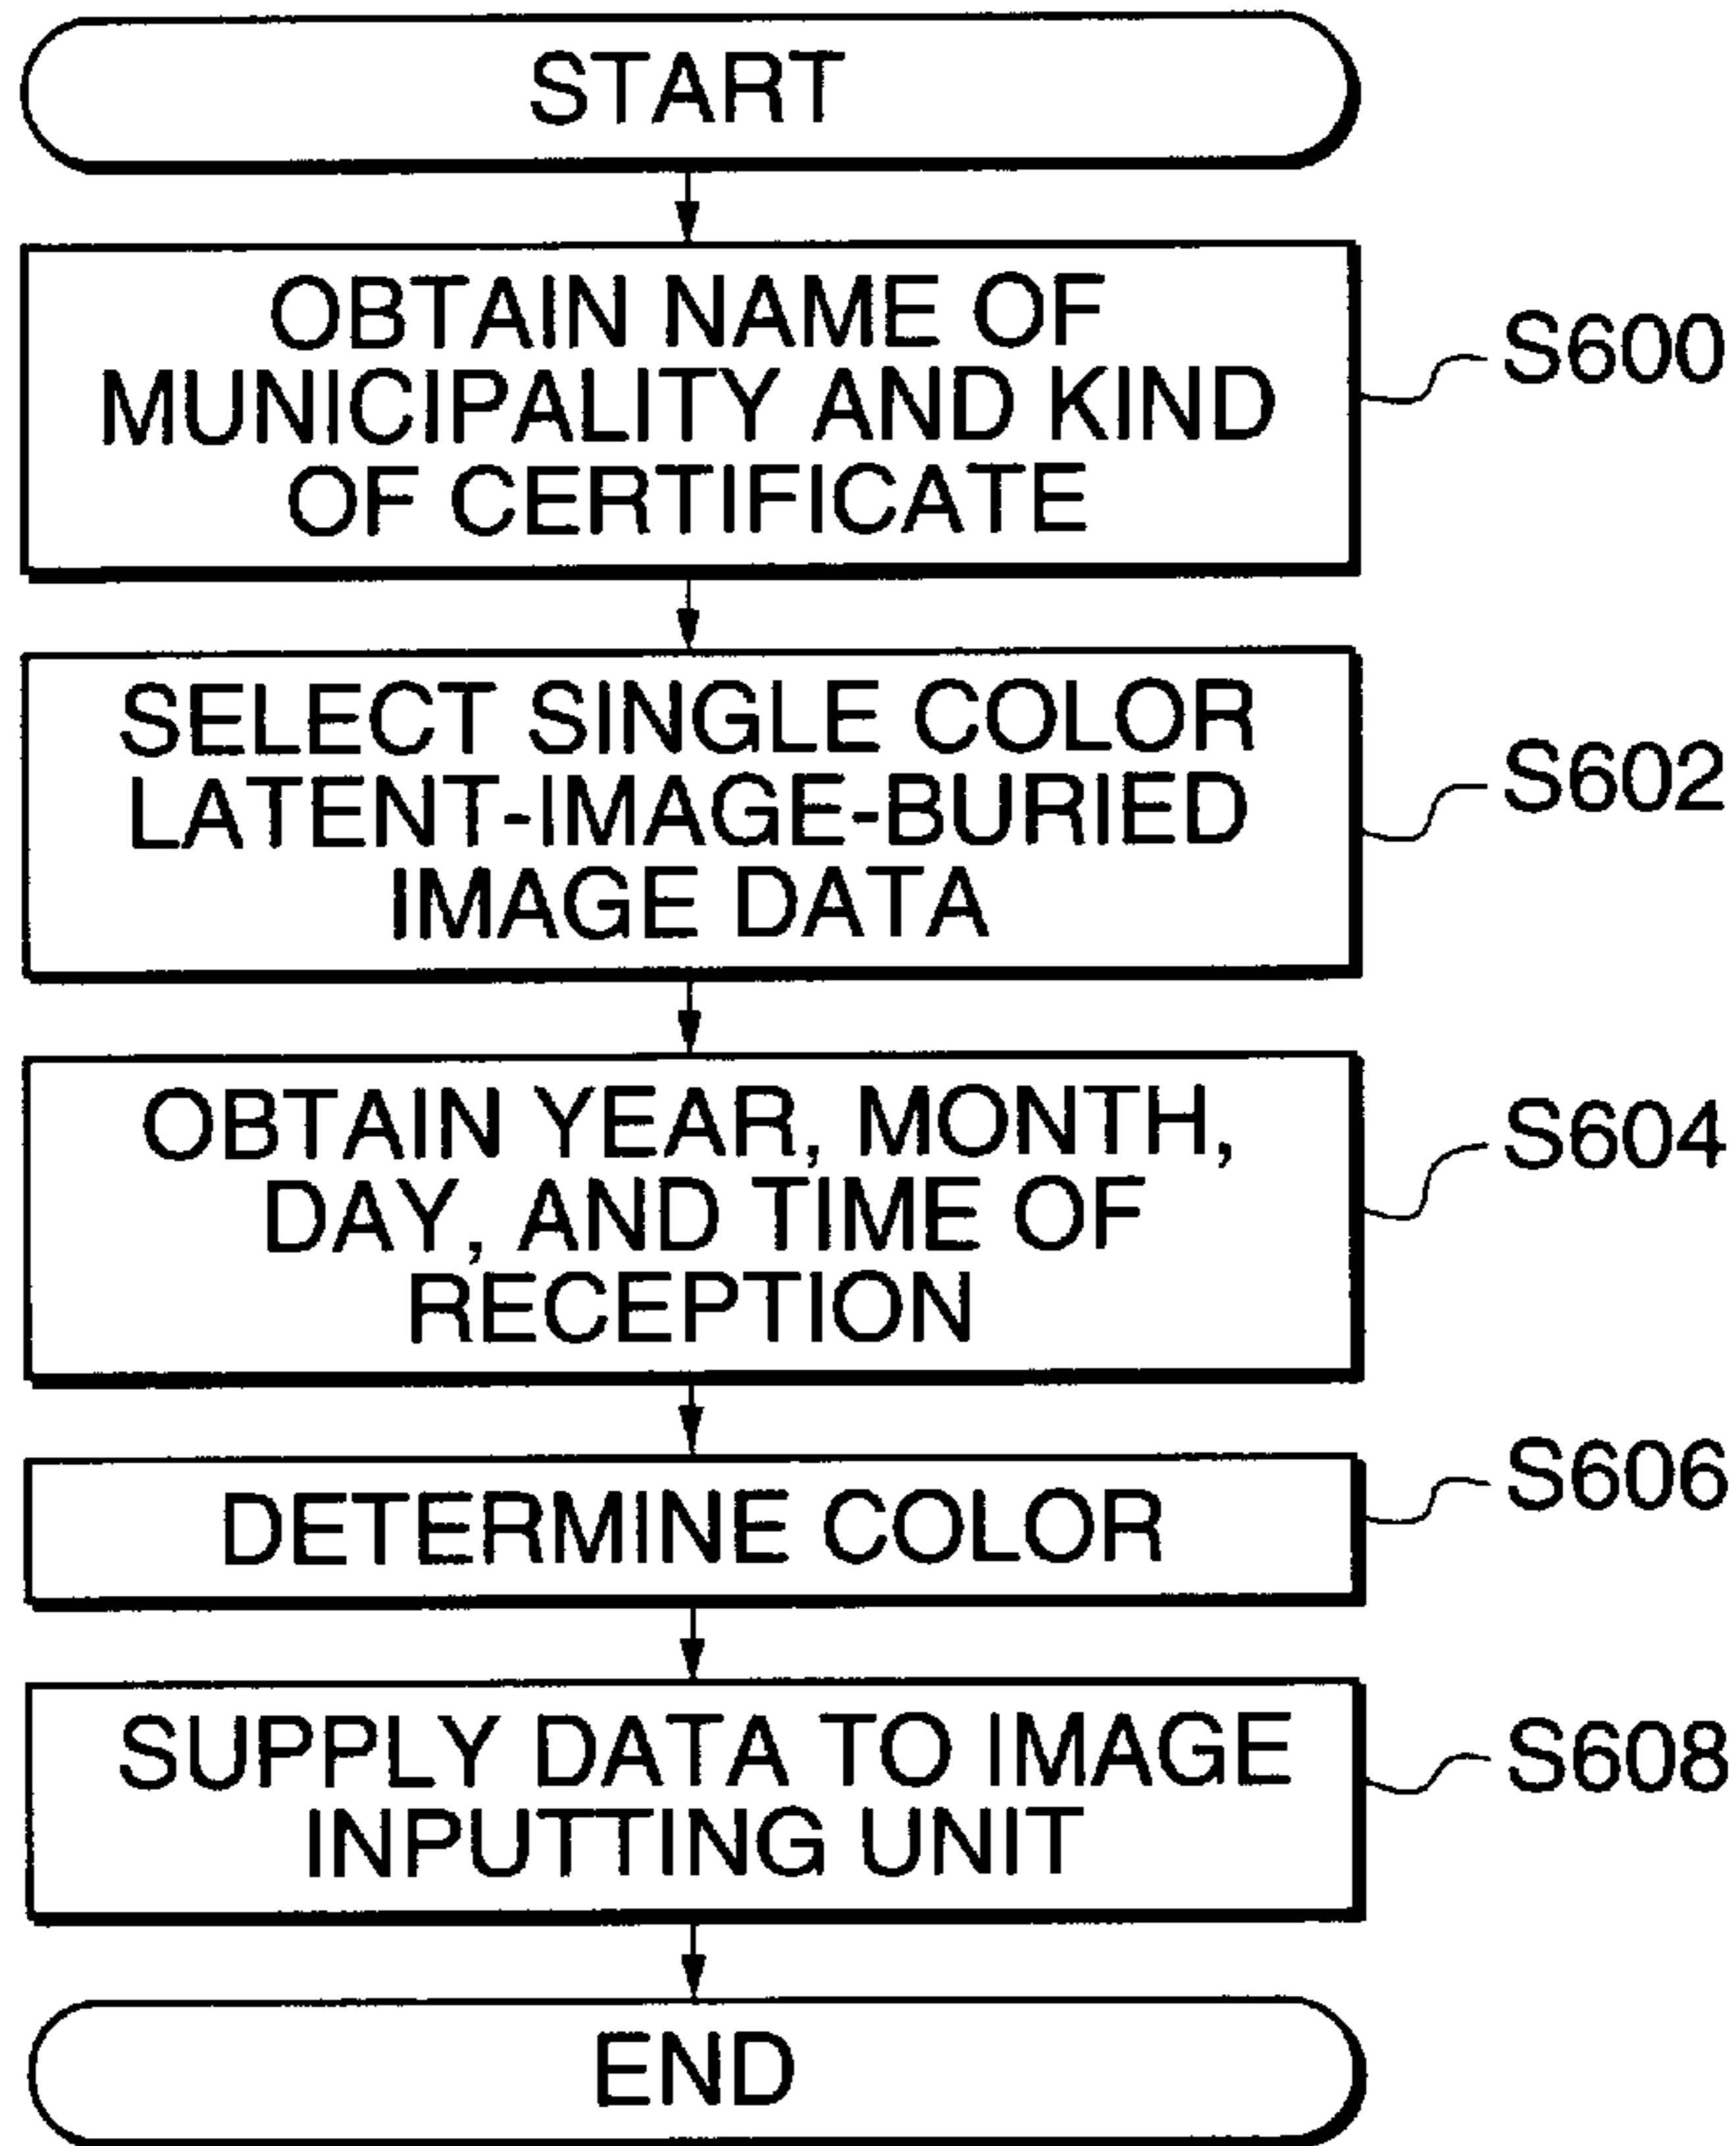 START
OBTAIN NAME OF
MUNICIPALITY AND KIND
OF CERTIFICATE
S600
SELECT SINGLE COLOR
LATENT-IMAGE-BURIED
IMAGE DATA
S602
OBTAIN YEAR, MONTH,
DAY, AND TIME OF
RECEPTION
S604
DETERMINE COLOR
S606
SUPPLY DATA TO IMAGE
INPUTTING UNIT
S608
END